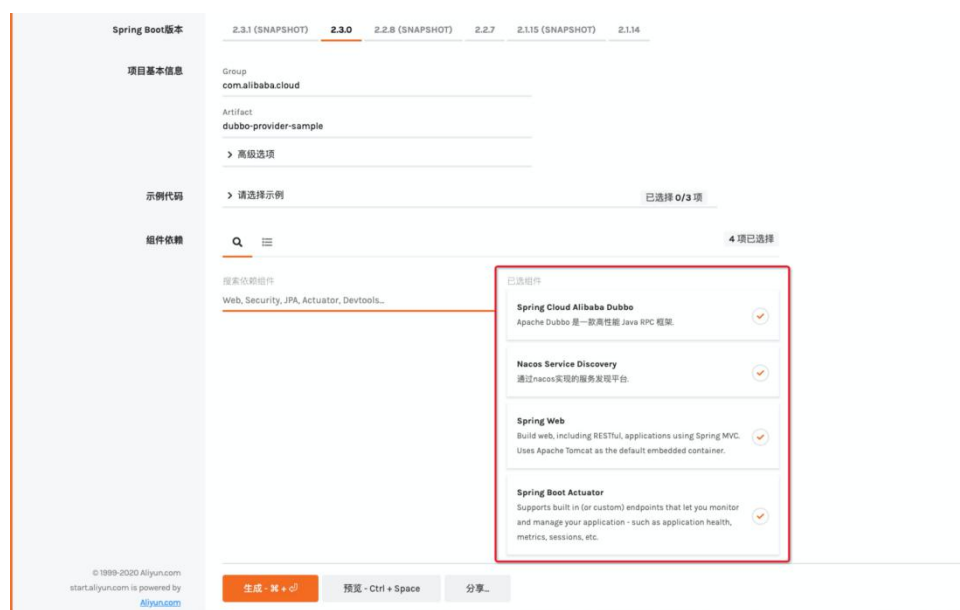 Spring Boot版本
2.3.1 (SNAPSHOT) 2.3.0 2.2.8 (SNAPSHOT) 2.2.7 2.1.15 (SNAPSHOT) 2.1.14
项目基本信息
Group
com.alibaba.cloud
Artifact
dubbo-provider-sample
高级选项
示例代码
请选择示例
已选择 0/3 项
组件依赖
4 项已选择
搜索依赖组件
Web, Security, JPA, Actuator, Devtools...
已选组件
Spring Cloud Alibaba Dubbo
Apache Dubbo 是一款高性能 Java RPC 框架.
Nacos Service Discovery
通过nacos实现的服务发现平台.
Spring Web
Build web, including RESTful, applications using Spring MVC.
Uses Apache Tomcat as the default embedded container.
Spring Boot Actuator
Supports built in (or custom) endpoints that let you monitor
and manage your application - such as application health,
metrics, sessions, etc.
© 1999-2020 Aliyun.com
start.aliyun.com is powered by
Aliyun.com
生成 - ⌘ + ⏎
预览 - Ctrl + Space
分享...